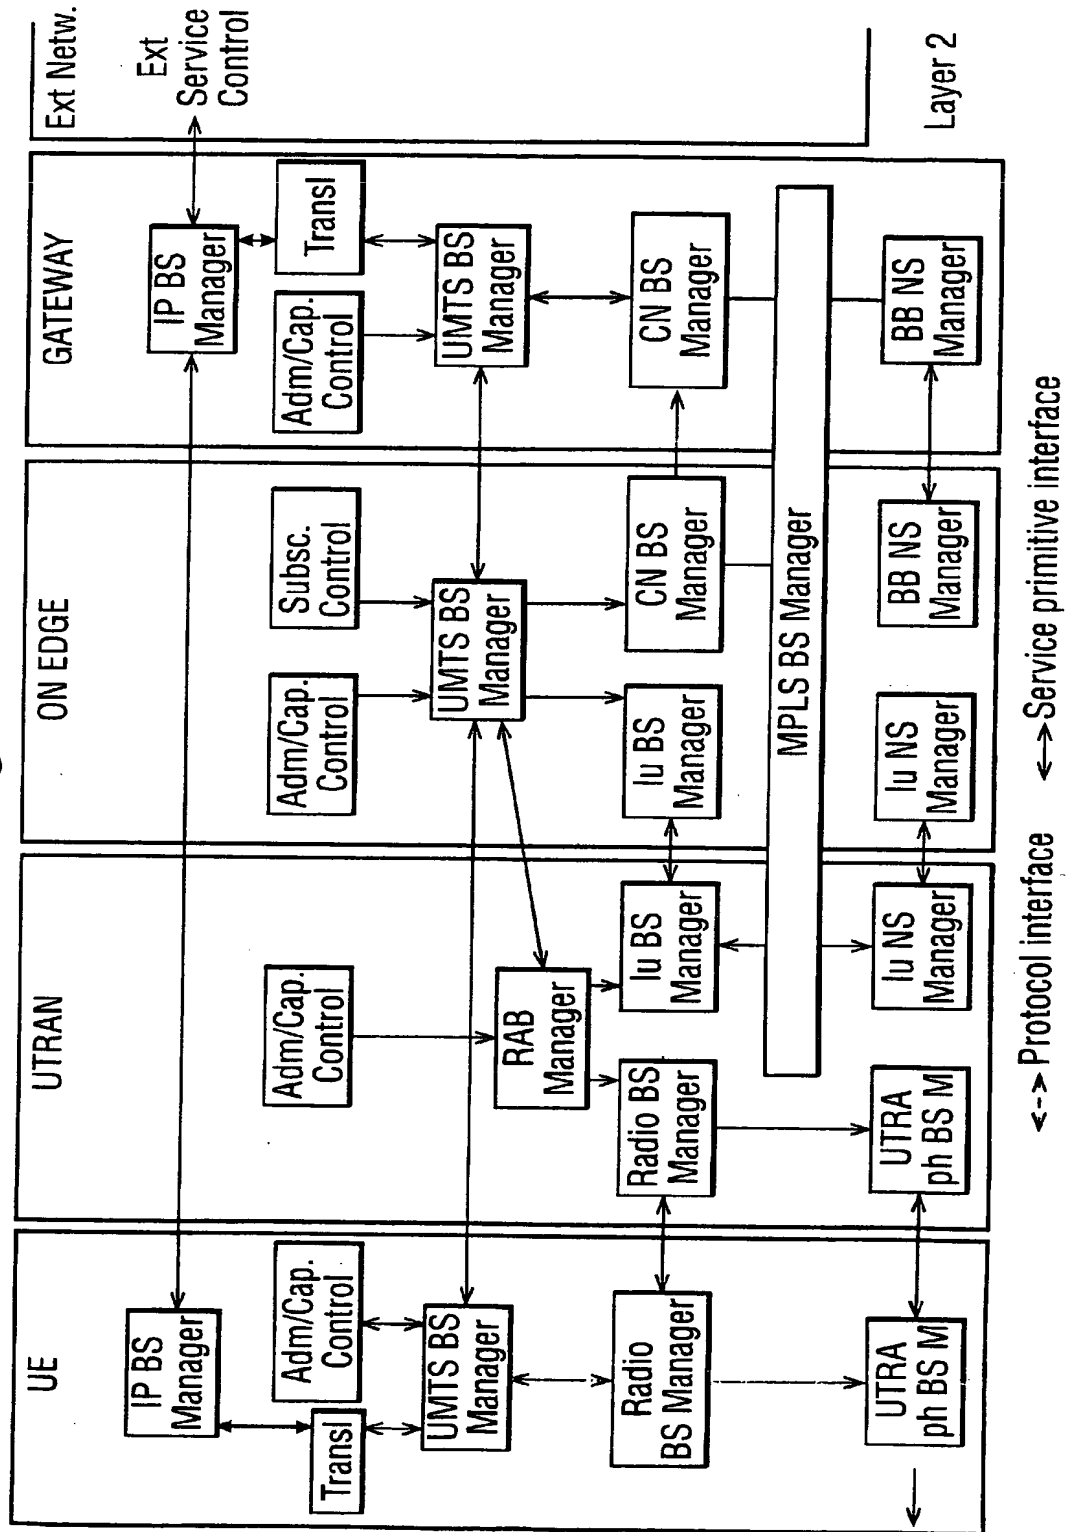 UE
UTRAN
ON EDGE
GATEWAY
Ext Netw.
IP BS
Manager
IP BS
Manager
Ext
Service
Control
Transl
Adm/Cap.
Control
Adm/Cap.
Control
Adm/Cap.
Control
Subsc.
Control
Adm/Cap.
Control
Transl
UMTS BS
Manager
RAB
Manager
UMTS BS
Manager
UMTS BS
Manager
Radio
BS Manager
Radio BS
Manager
Iu BS
Manager
Iu BS
Manager
CN BS
Manager
CN BS
Manager
MPLS BS Manager
UTRA
ph BS M
UTRA
ph BS M
Iu NS
Manager
Iu NS
Manager
BB NS
Manager
BB NS
Manager
Layer 2
Protocol interface
Service primitive interface